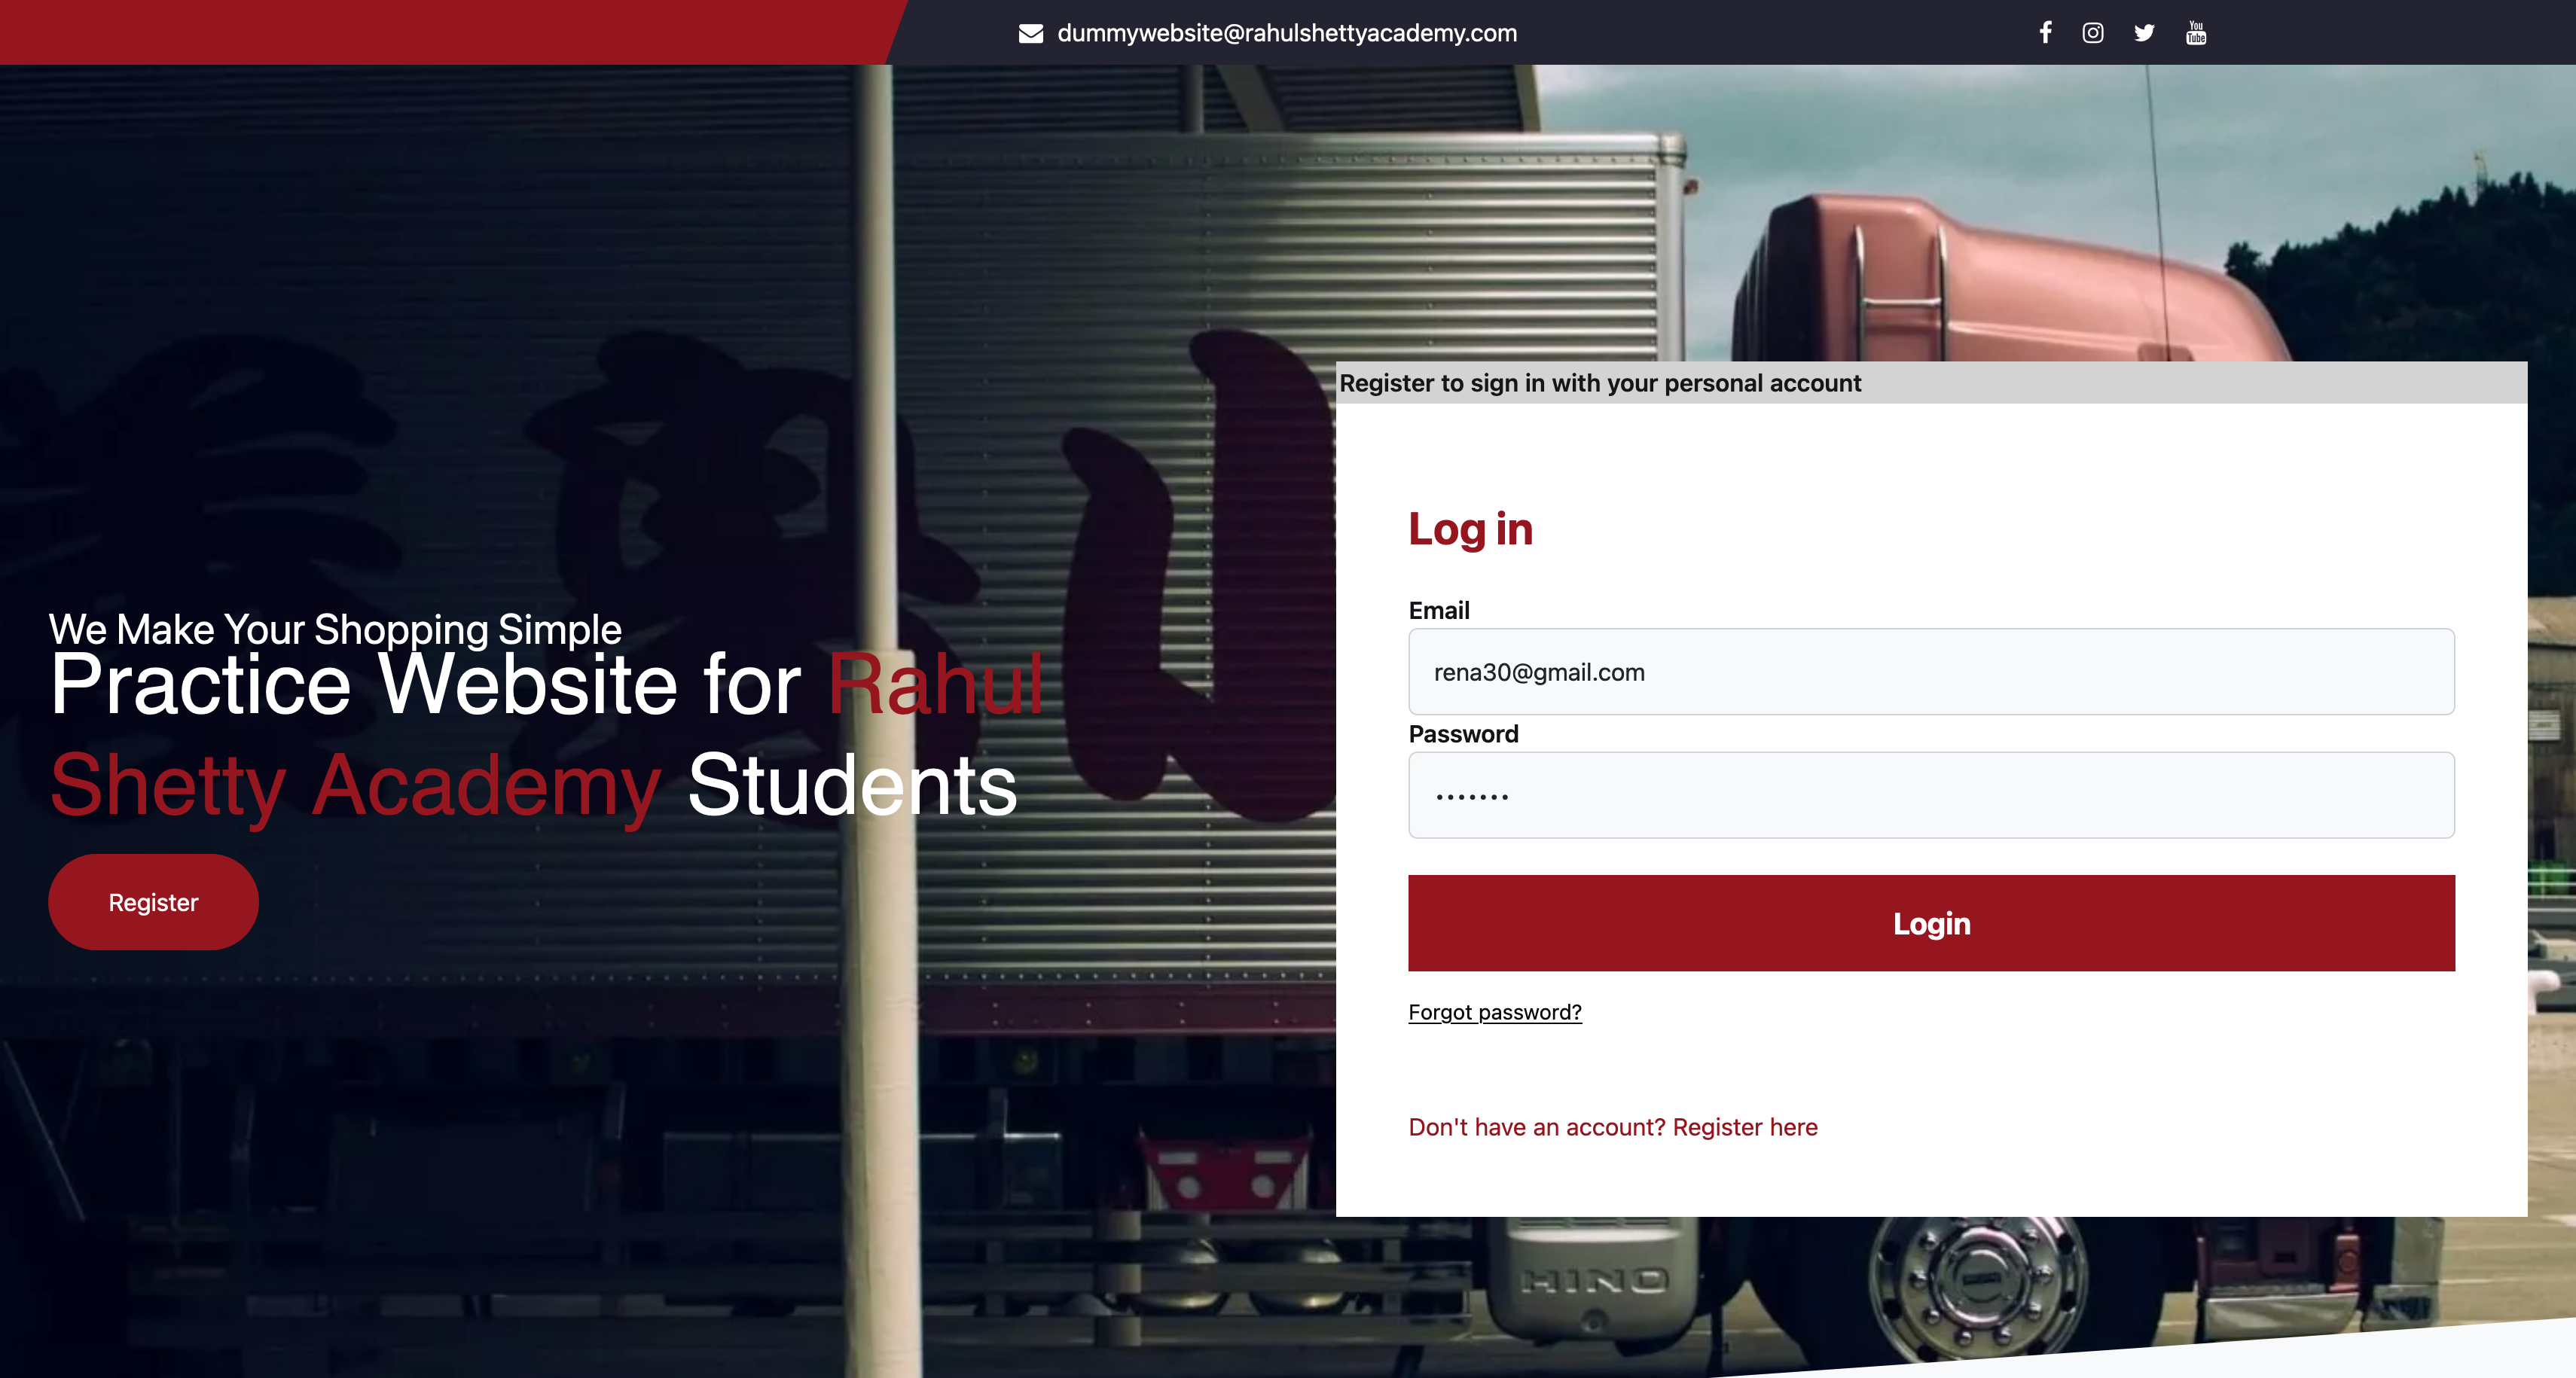 dummywebsite@rahulshettyacademy.com
You
Tube
We Make Your Shopping Simple
Practice Website for Rahul
Shetty Academy Students
Register
Register to sign in with your personal account
Log in
Email
rena30@gmail.com
Password
•••••••
Login
Forgot password?
Don't have an account? Register here
HINO